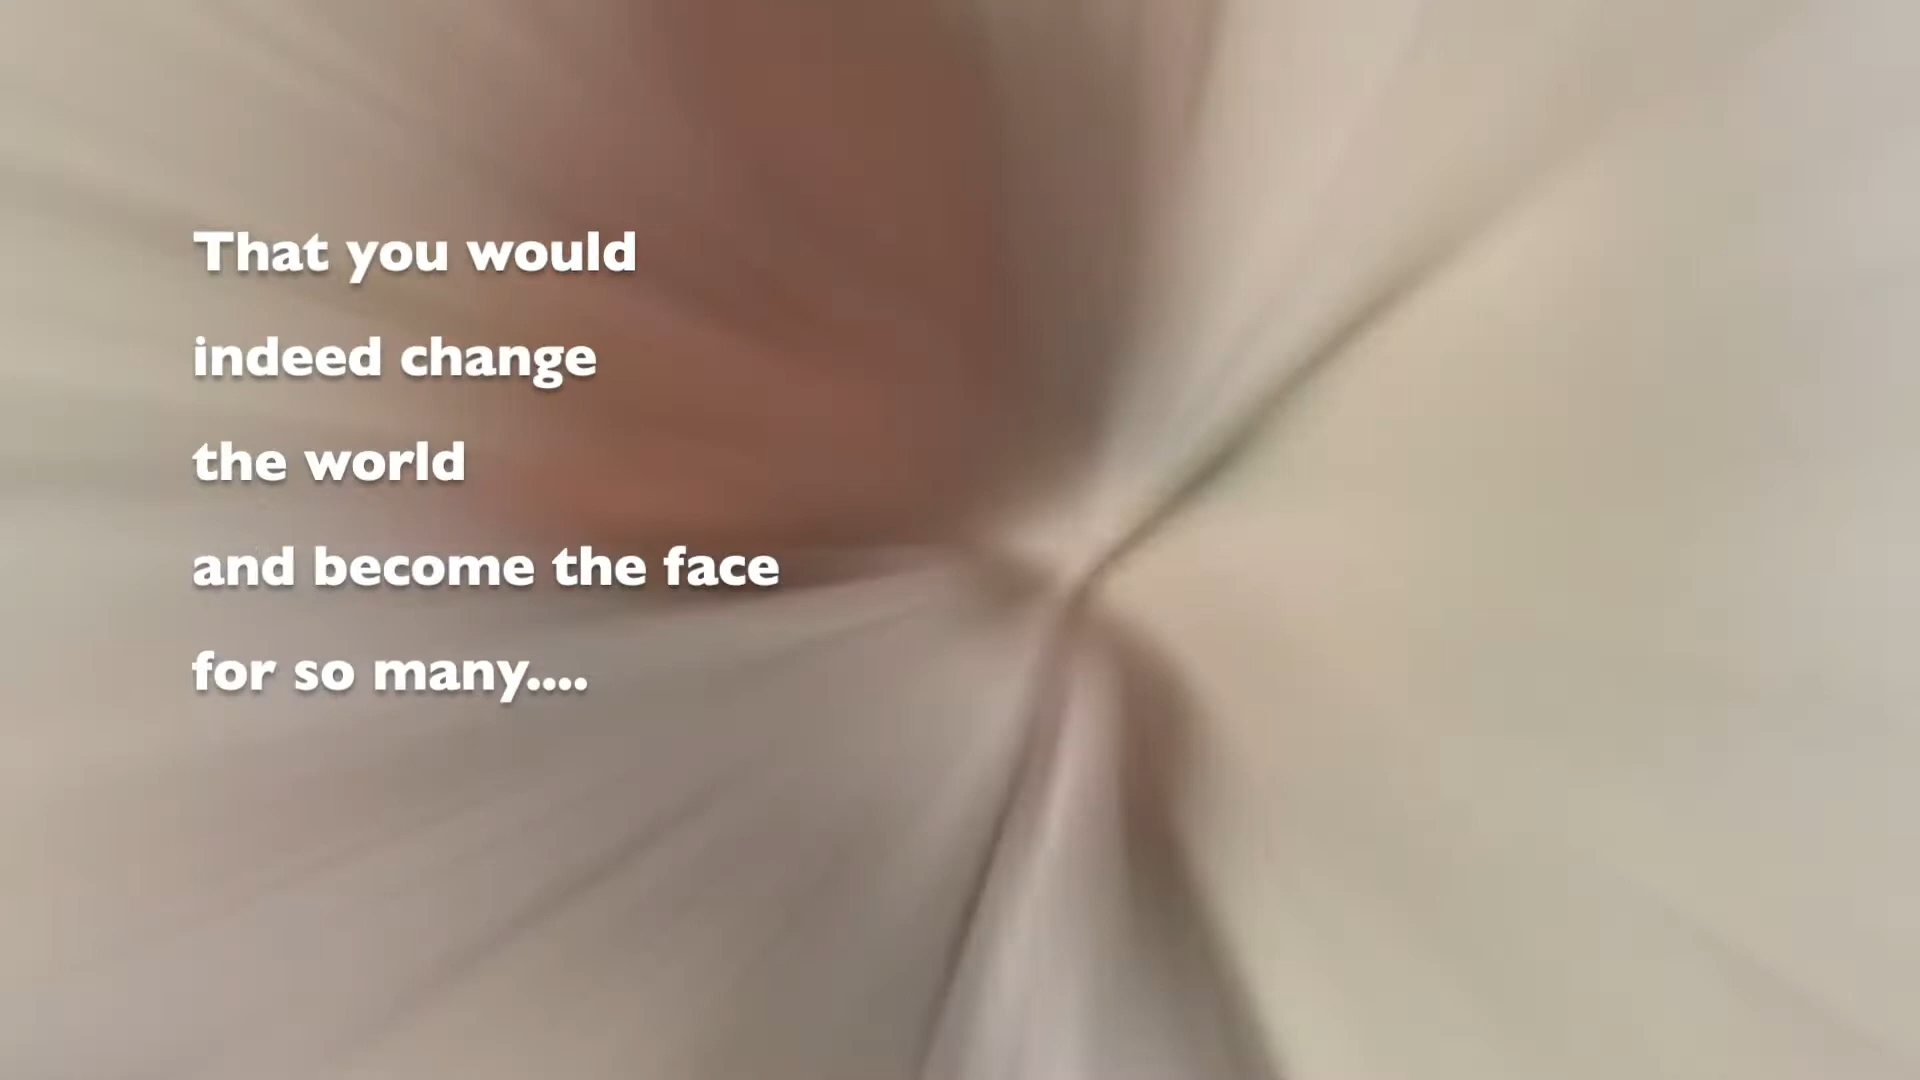 That you would
indeed change
the world
and become the face
for so many....